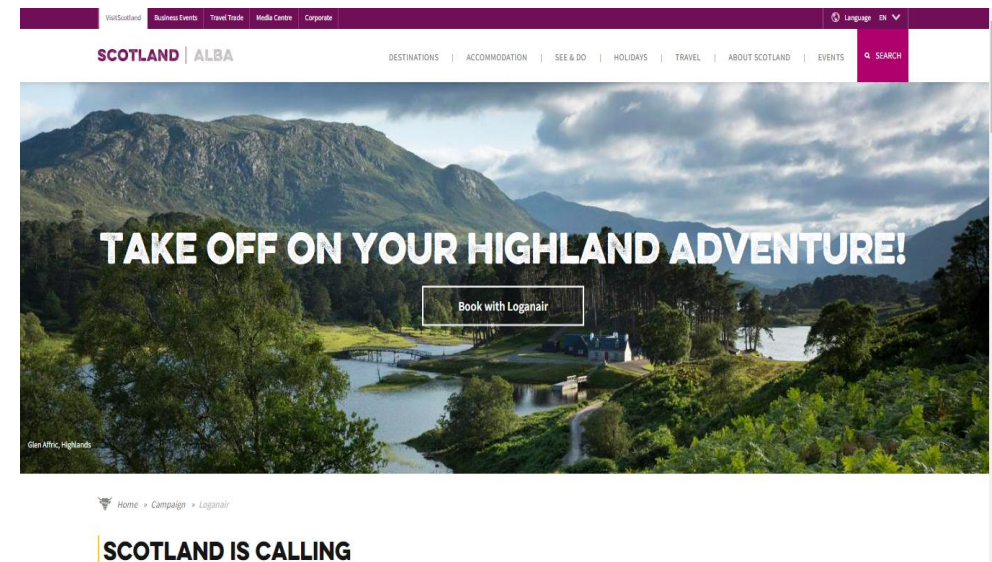 VisitScotland Business Events Travel Trade Media Centre Corporate Language EN
SCOTLAND | ALBA
DESTINATIONS | ACCOMMODATION | SEE & DO | HOLIDAYS | TRAVEL | ABOUT SCOTLAND | EVENTS SEARCH
TAKE OFF ON YOUR HIGHLAND ADVENTURE!
Book with Loganair
Glen Affric, Highlands
Home » Campaign » Loganair
SCOTLAND IS CALLING